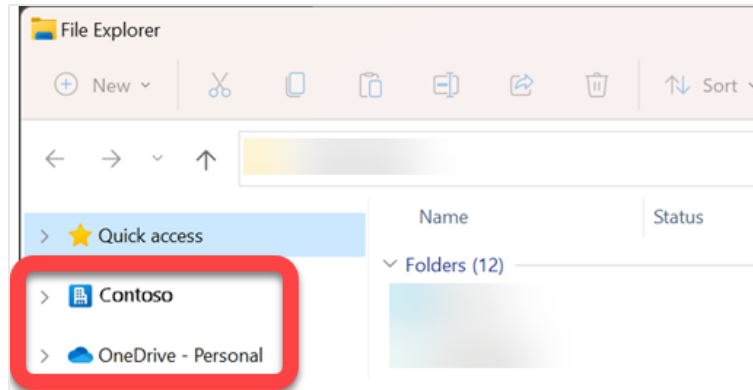 File Explorer
New Sort
Name Status
Quick access
Folders (12)
Contoso
OneDrive - Personal